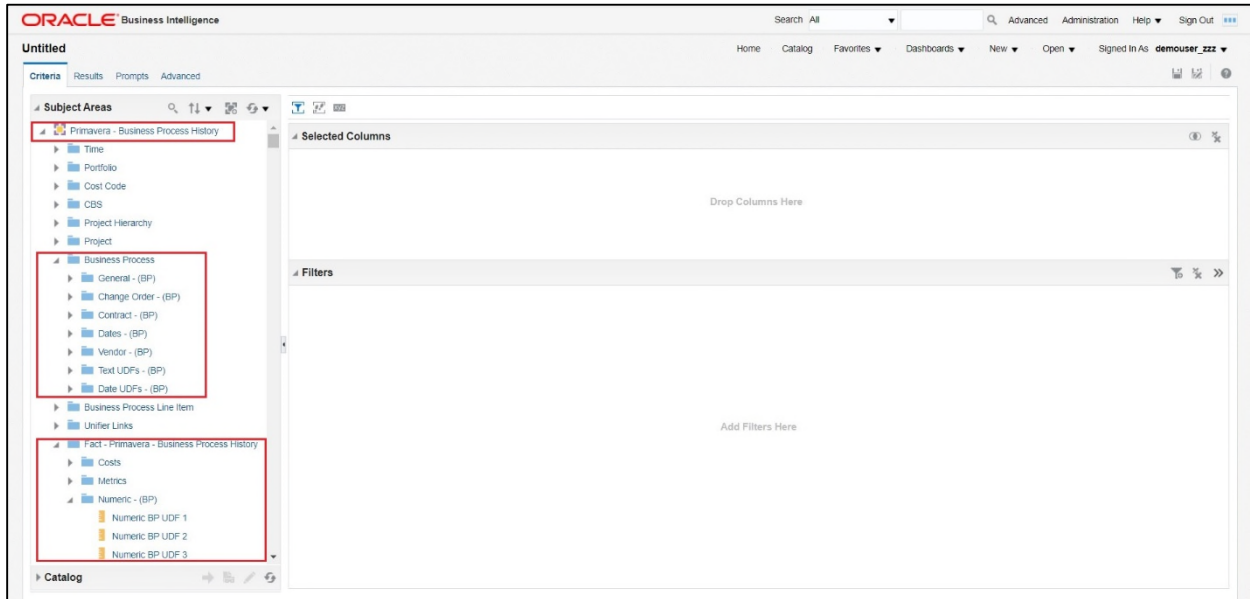 ORACLE Business Intelligence
Search All
Advanced Administration Help Sign Out
Untitled
Home Catalog Favorites Dashboards New Open Signed In As demouser_zzz
Criteria Results Prompts Advanced
Subject Areas
Primavera - Business Process History
Time
Portfolio
Cost Code
CBS
Project Hierarchy
Project
Business Process
General - (BP)
Change Order - (BP)
Contract - (BP)
Dates - (BP)
Vendor - (BP)
Text UDFs - (BP)
Date UDFs - (BP)
Business Process Line Item
Unifier Links
Fact - Primavera - Business Process History
Costs
Metrics
Numeric - (BP)
Numeric BP UDF 1
Numeric BP UDF 2
Numeric BP UDF 3
Catalog
Selected Columns
Drop Columns Here
Filters
Add Filters Here